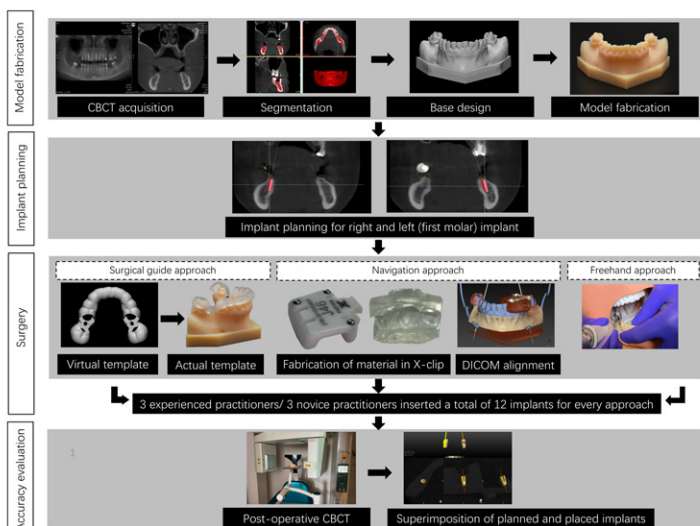 Model fabrication
CBCT acquisition
Segmentation
Base design
Model fabrication
Implant planning
Implant planning for right and left (first molar) implant
Surgery
Surgical guide approach
Navigation approach
Freehand approach
Virtual template
Actual template
Fabrication of material in X-clip
DICOM alignment
3 experienced practitioners/ 3 novice practitioners inserted a total of 12 implants for every approach
Accuracy evaluation
1
Post-operative CBCT
Superimposition of planned and placed implants